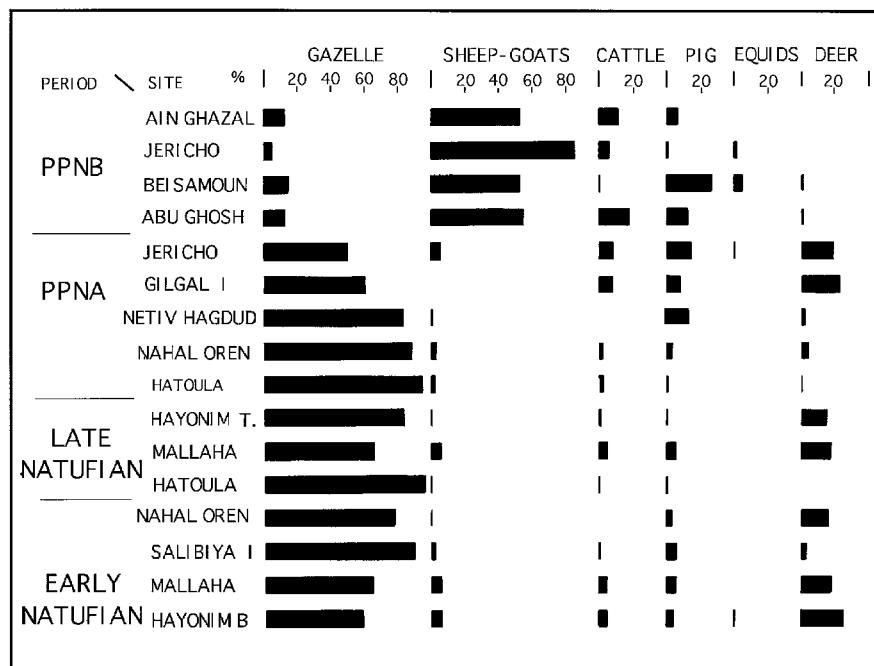 GAZELLE SHEEP-GOATS CATTLE PIG EQUIDS DEER
PERIOD \ SITE % 20 40 60 80 20 40 60 80 20 20 20 20
AIN GHAZAL
JERICHO
PPNB
BEISAMOUN
ABU GHOSH
JERICHO
PPNA
GILGAL I
NETIV HAGDUD
NAHAL OREN
HATOULA
HAYONIM T.
LATE
MALLAHA
NATUFIAN
HATOULA
NAHAL OREN
SALIBIYA I
EARLY
MALLAHA
NATUFIAN
HAYONIM B